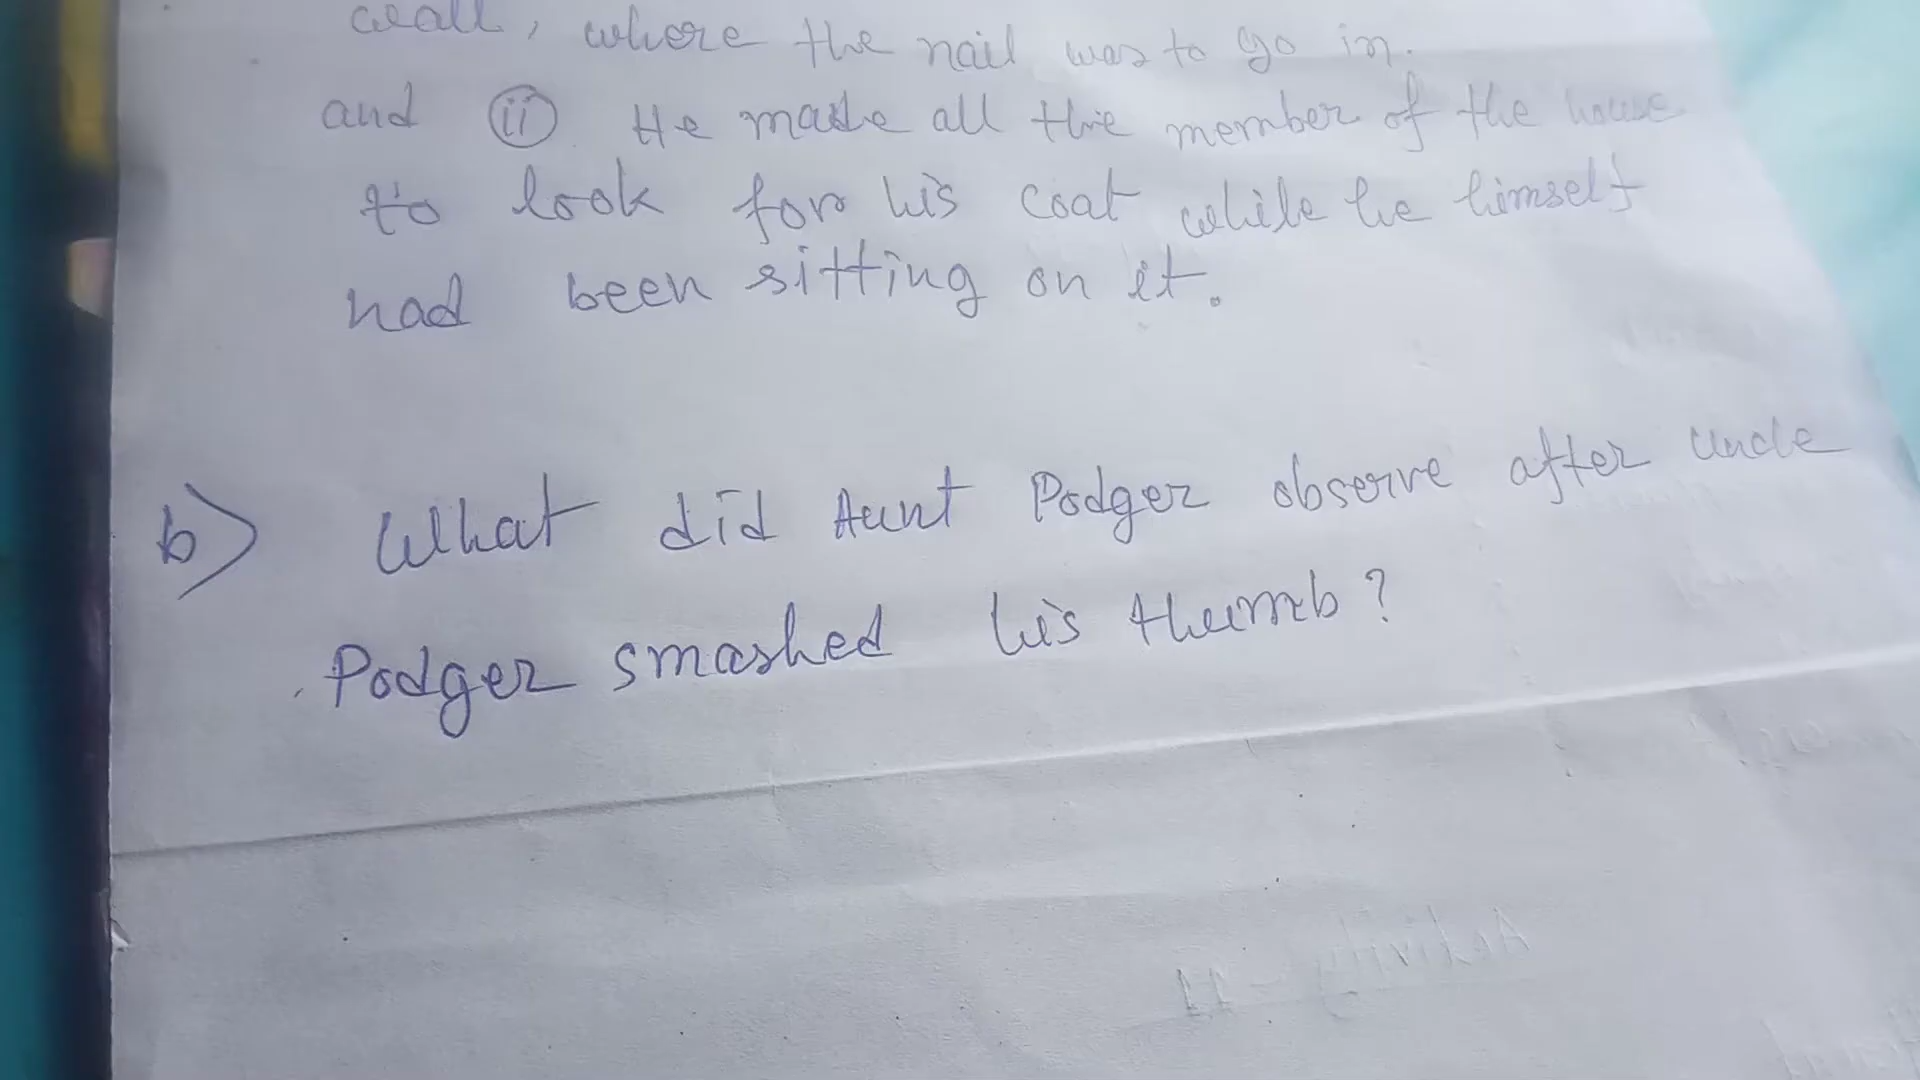 wall, where the nail was to go in.
and (ii) He made all the member of the house
to look for his coat while he himself
had been sitting on it.
b) What did Aunt Podger observe after uncle
Podger smashed his thumb?